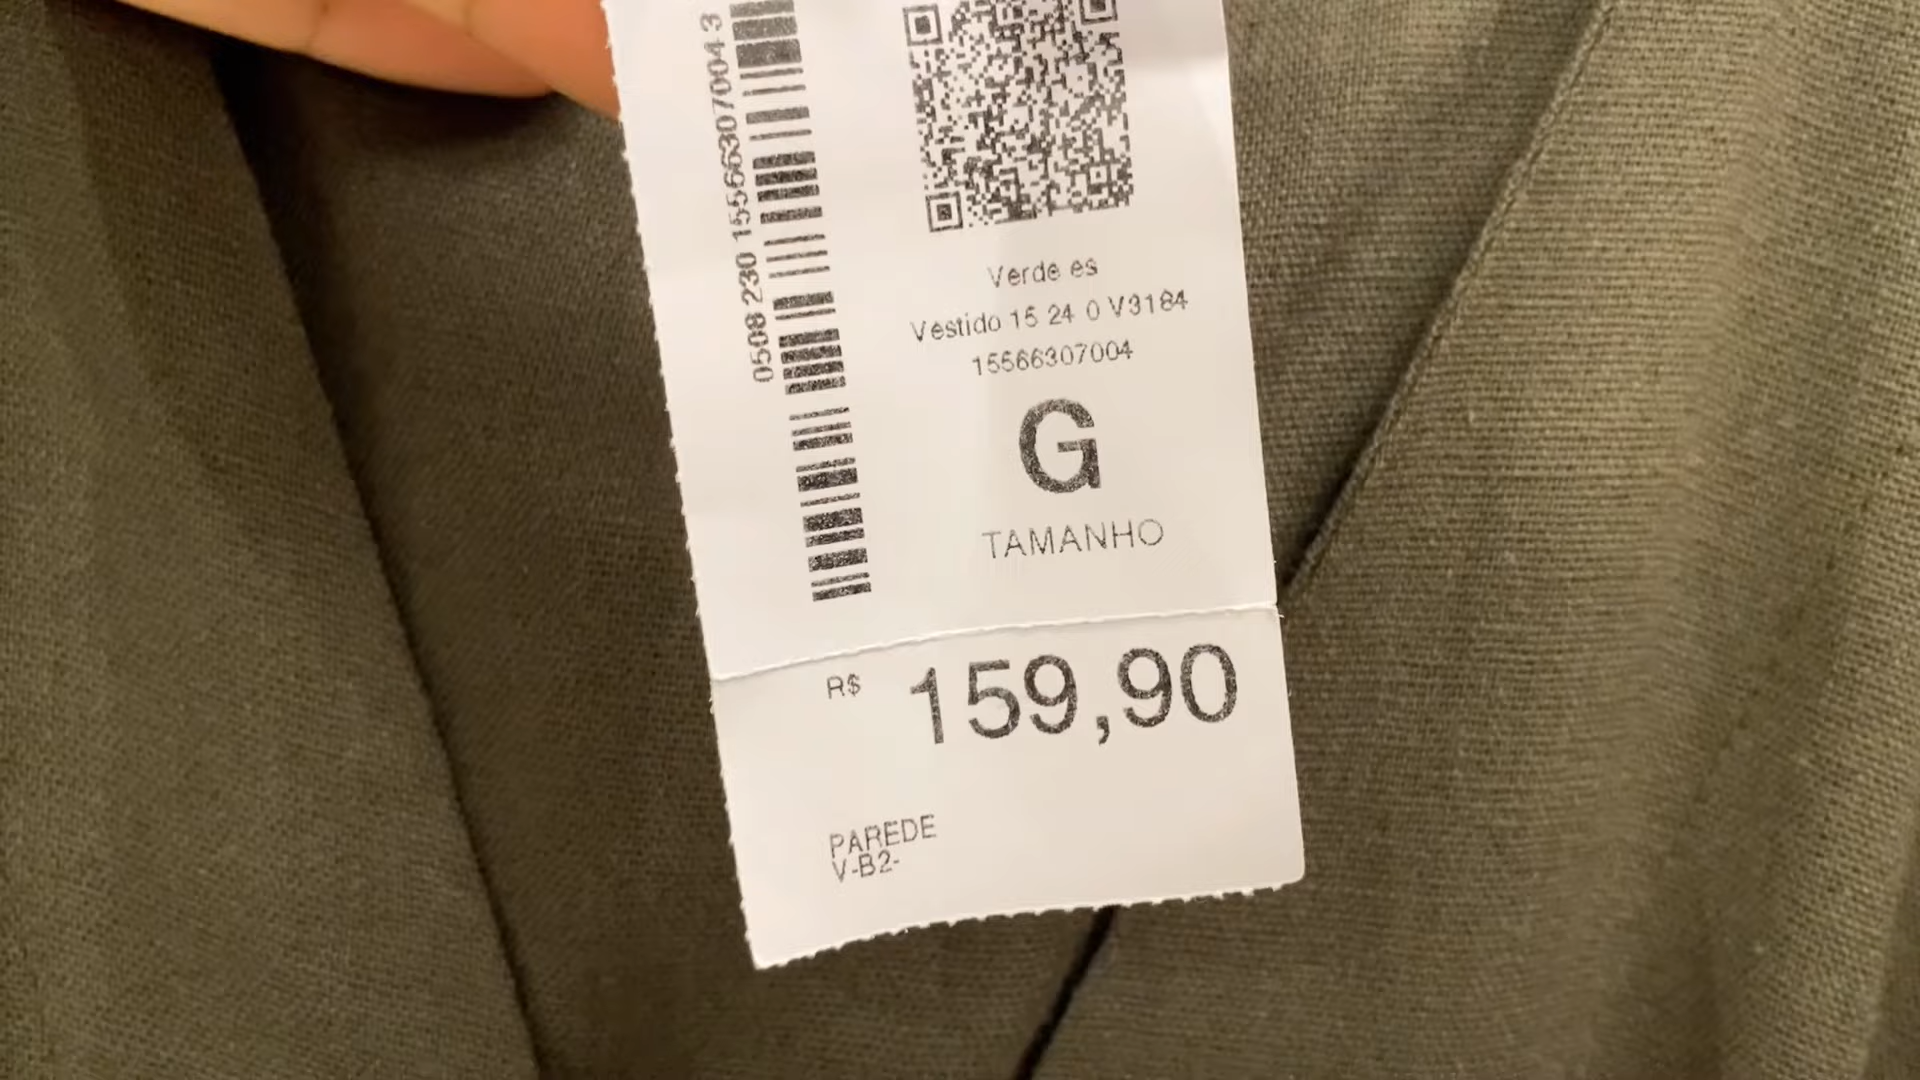 0508 230 15566307004 3
Verde es
Vestido 15 24 0 V3184
15566307004
G
TAMANHO
R$ 159,90
PAREDE
V-B2-